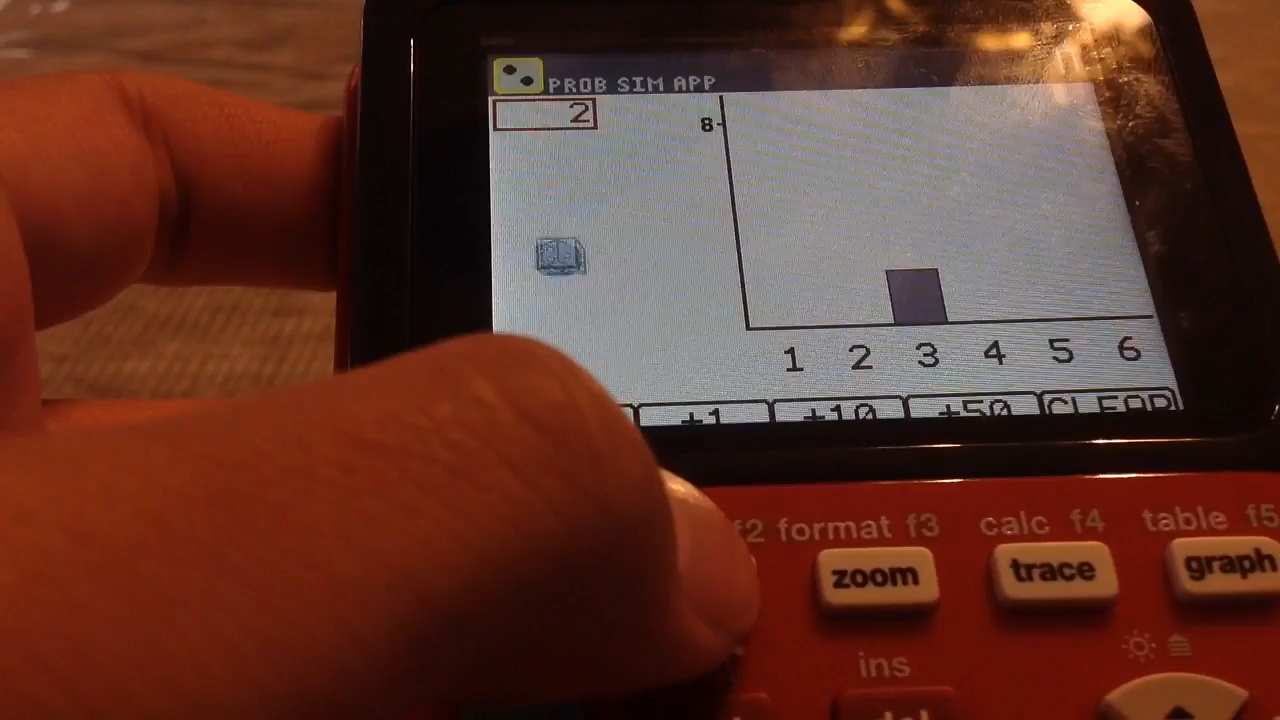 PROB SIM APP
2
8
1 2 3 4 5 6
+1 +10 +50 CLEAR
f2 format f3 calc f4 table f5
zoom trace graph
ins
del